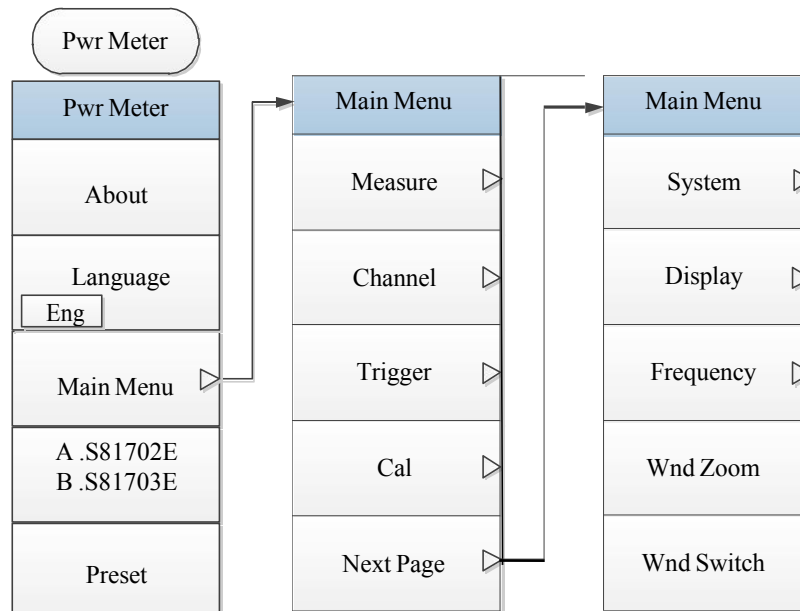 Pwr Meter
Pwr Meter
About
Language
Eng
Main Menu
A .S81702E
B .S81703E
Preset
Main Menu
Measure
Channel
Trigger
Cal
Next Page
Main Menu
System
Display
Frequency
Wnd Zoom
Wnd Switch